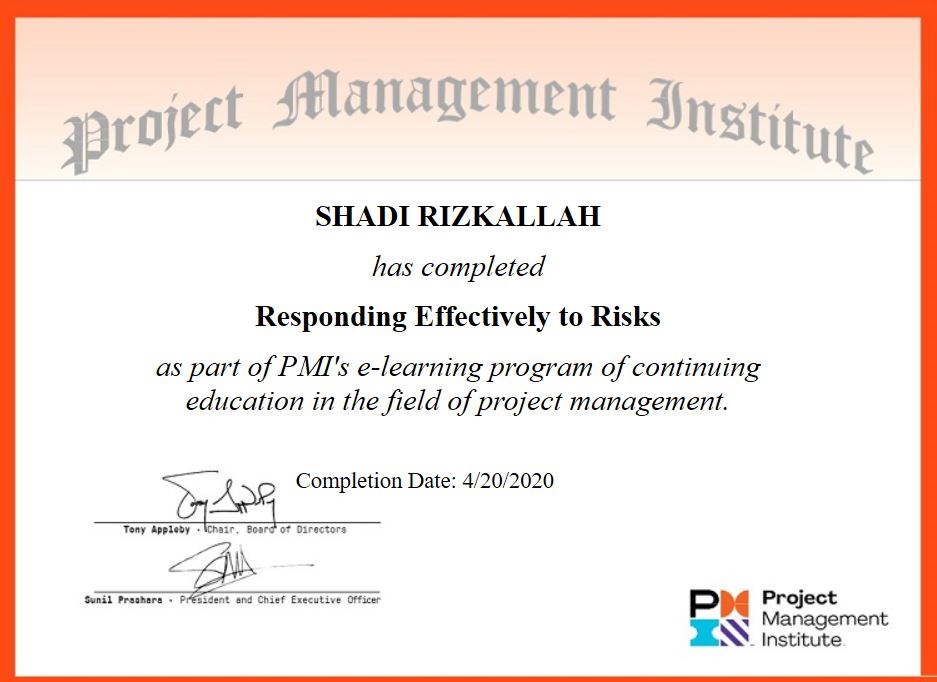 Project Management Institute
SHADI RIZKALLAH
has completed
Responding Effectively to Risks
as part of PMI's e-learning program of continuing
education in the field of project management.
Completion Date: 4/20/2020
Tony Appleby - Chair, Board of Directors
Sunil Prashara - President and Chief Executive Officer
Project
Management
Institute.